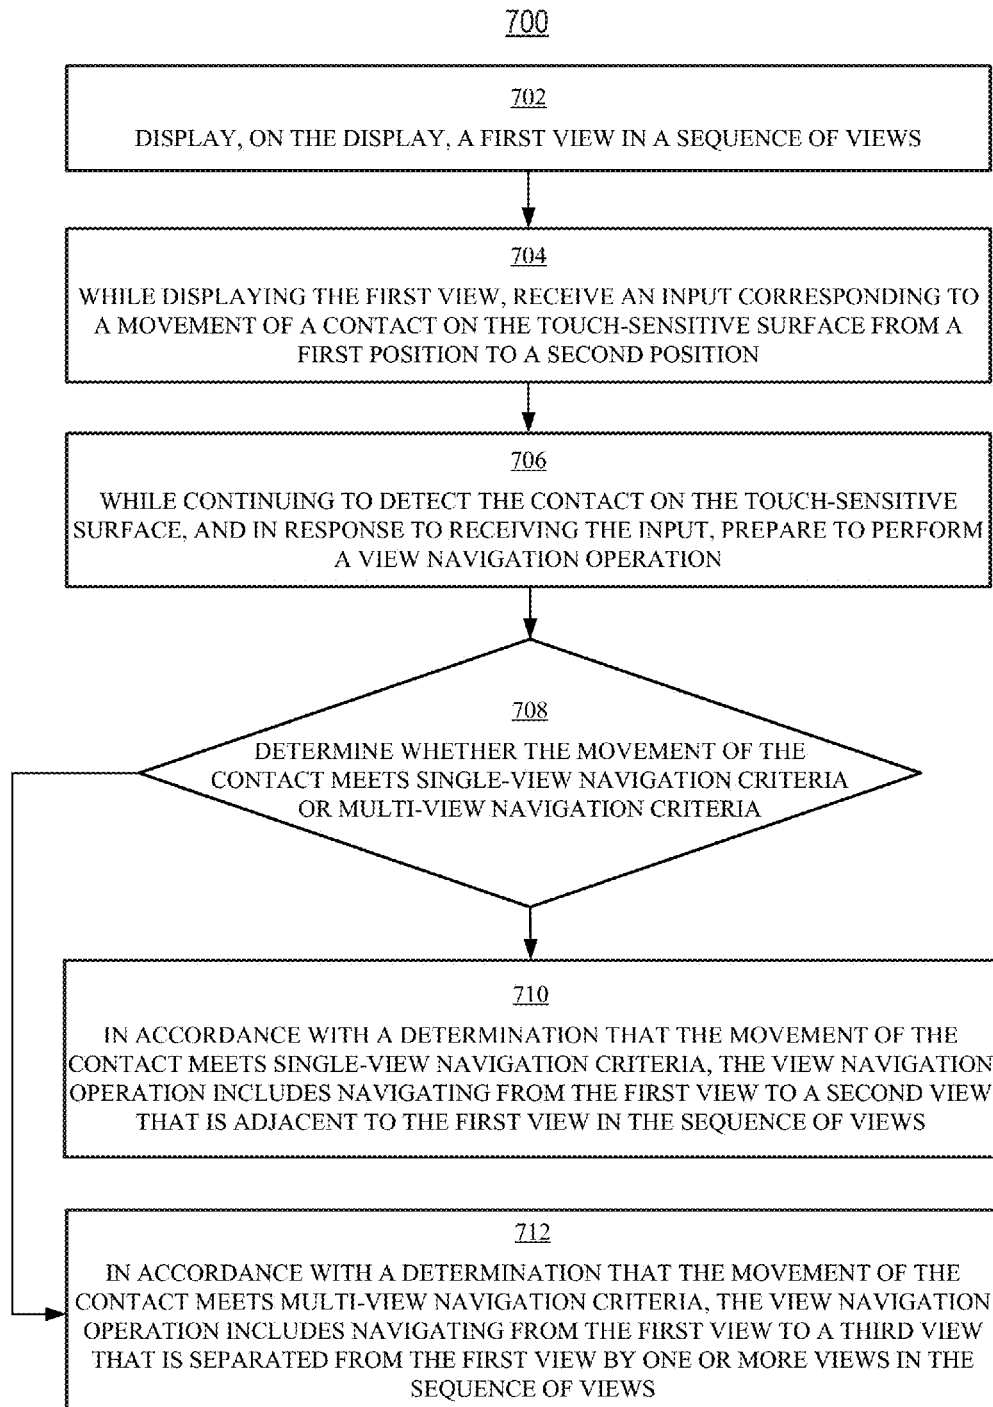 700
702
DISPLAY, ON THE DISPLAY, A FIRST VIEW IN A SEQUENCE OF VIEWS
704
WHILE DISPLAYING THE FIRST VIEW, RECEIVE AN INPUT CORRESPONDING TO
A MOVEMENT OF A CONTACT ON THE TOUCH-SENSITIVE SURFACE FROM A
FIRST POSITION TO A SECOND POSITION
706
WHILE CONTINUING TO DETECT THE CONTACT ON THE TOUCH-SENSITIVE
SURFACE, AND IN RESPONSE TO RECEIVING THE INPUT, PREPARE TO PERFORM
A VIEW NAVIGATION OPERATION
708
DETERMINE WHETHER THE MOVEMENT OF THE
CONTACT MEETS SINGLE-VIEW NAVIGATION CRITERIA
OR MULTI-VIEW NAVIGATION CRITERIA
710
IN ACCORDANCE WITH A DETERMINATION THAT THE MOVEMENT OF THE
CONTACT MEETS SINGLE-VIEW NAVIGATION CRITERIA, THE VIEW NAVIGATION
OPERATION INCLUDES NAVIGATING FROM THE FIRST VIEW TO A SECOND VIEW
THAT IS ADJACENT TO THE FIRST VIEW IN THE SEQUENCE OF VIEWS
712
IN ACCORDANCE WITH A DETERMINATION THAT THE MOVEMENT OF THE
CONTACT MEETS MULTI-VIEW NAVIGATION CRITERIA, THE VIEW NAVIGATION
OPERATION INCLUDES NAVIGATING FROM THE FIRST VIEW TO A THIRD VIEW
THAT IS SEPARATED FROM THE FIRST VIEW BY ONE OR MORE VIEWS IN THE
SEQUENCE OF VIEWS